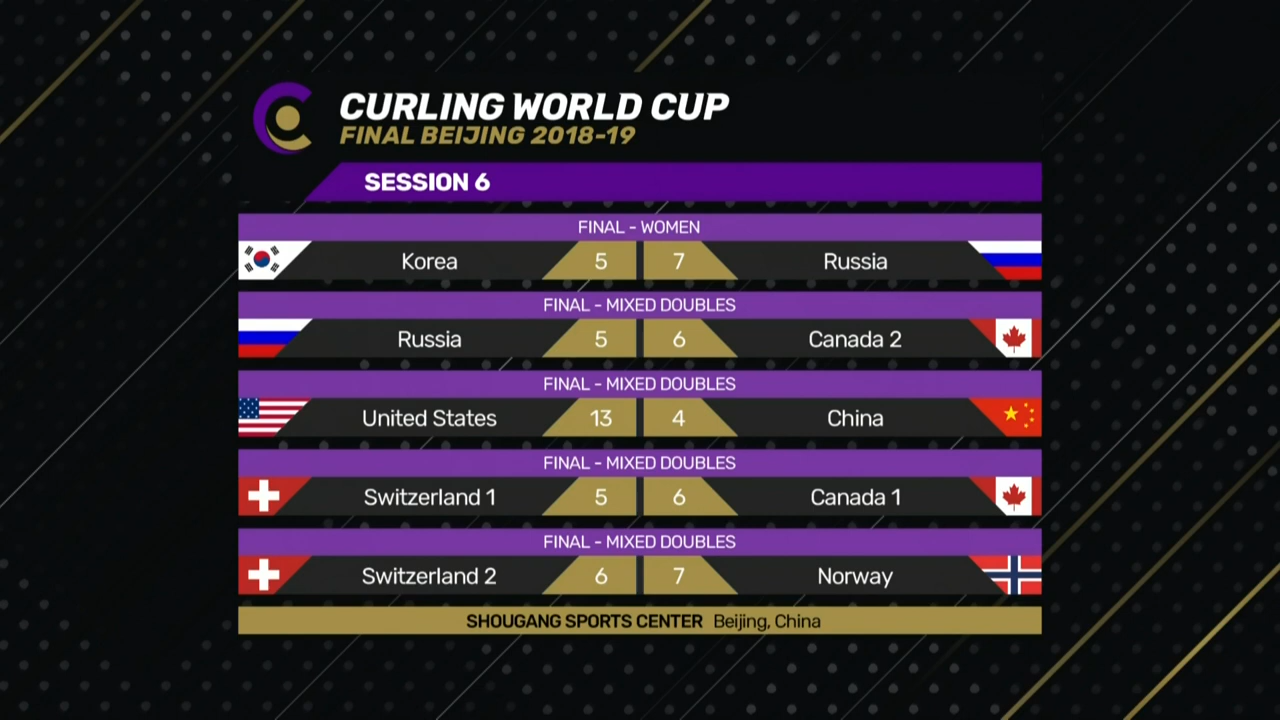 CURLING WORLD CUP
FINAL BEIJING 2018-19
SESSION 6
FINAL - WOMEN
Korea 5 7 Russia
FINAL - MIXED DOUBLES
Russia 5 6 Canada 2
FINAL - MIXED DOUBLES
United States 13 4 China
FINAL - MIXED DOUBLES
Switzerland 1 5 6 Canada 1
FINAL - MIXED DOUBLES
Switzerland 2 6 7 Norway
SHOUGANG SPORTS CENTER Beijing, China